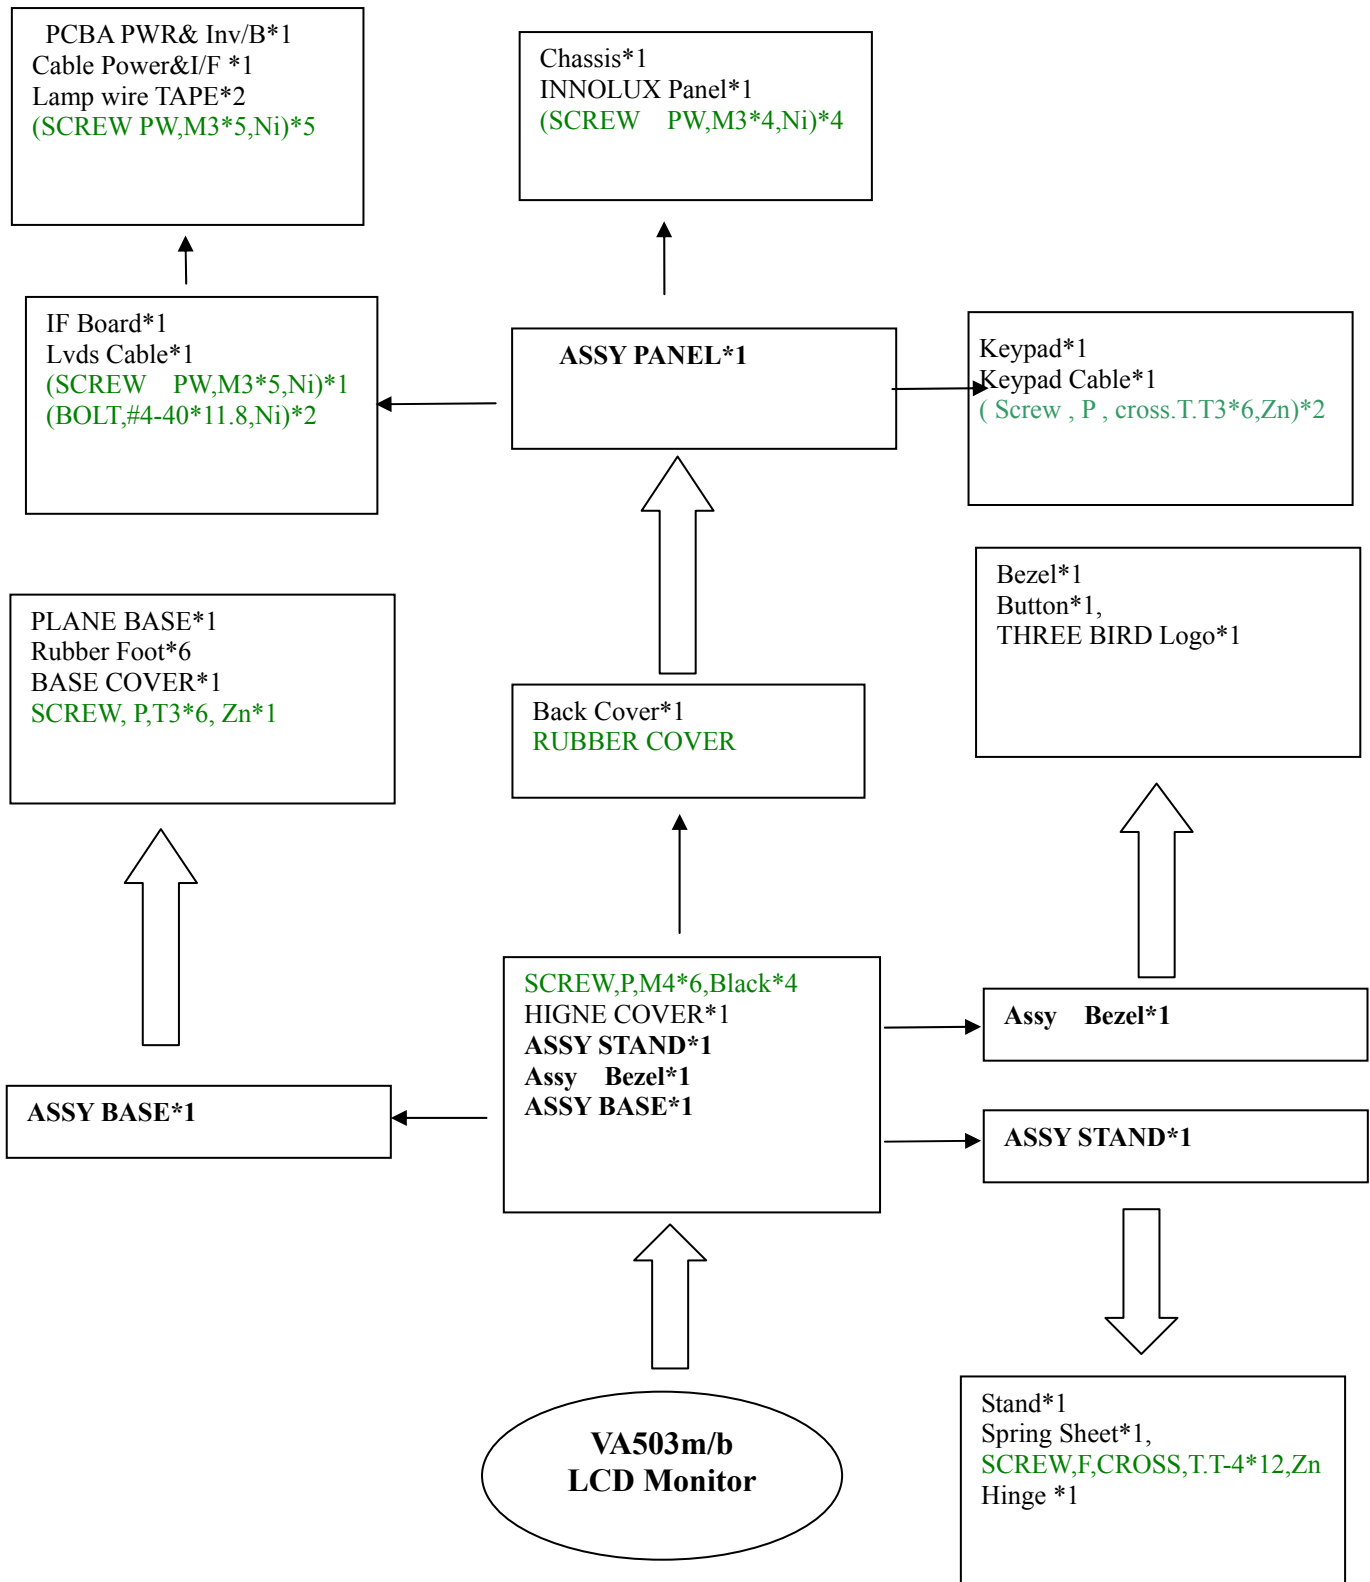 PCBA PWR& Inv/B*1
Cable Power&I/F *1
Lamp wire TAPE*2
(SCREW PW,M3*5,Ni)*5
Chassis*1
INNOLUX Panel*1
(SCREW PW,M3*4,Ni)*4
IF Board*1
Lvds Cable*1
(SCREW PW,M3*5,Ni)*1
(BOLT,#4-40*11.8,Ni)*2
ASSY PANEL*1
Keypad*1
Keypad Cable*1
( Screw , P , cross.T.T3*6,Zn)*2
PLANE BASE*1
Rubber Foot*6
BASE COVER*1
SCREW, P,T3*6, Zn*1
Back Cover*1
RUBBER COVER
Bezel*1
Button*1,
THREE BIRD Logo*1
ASSY BASE*1
SCREW,P,M4*6,Black*4
HIGNE COVER*1
ASSY STAND*1
Assy Bezel*1
ASSY BASE*1
Assy Bezel*1
ASSY STAND*1
VA503m/b
LCD Monitor
Stand*1
Spring Sheet*1,
SCREW,F,CROSS,T.T-4*12,Zn
Hinge *1